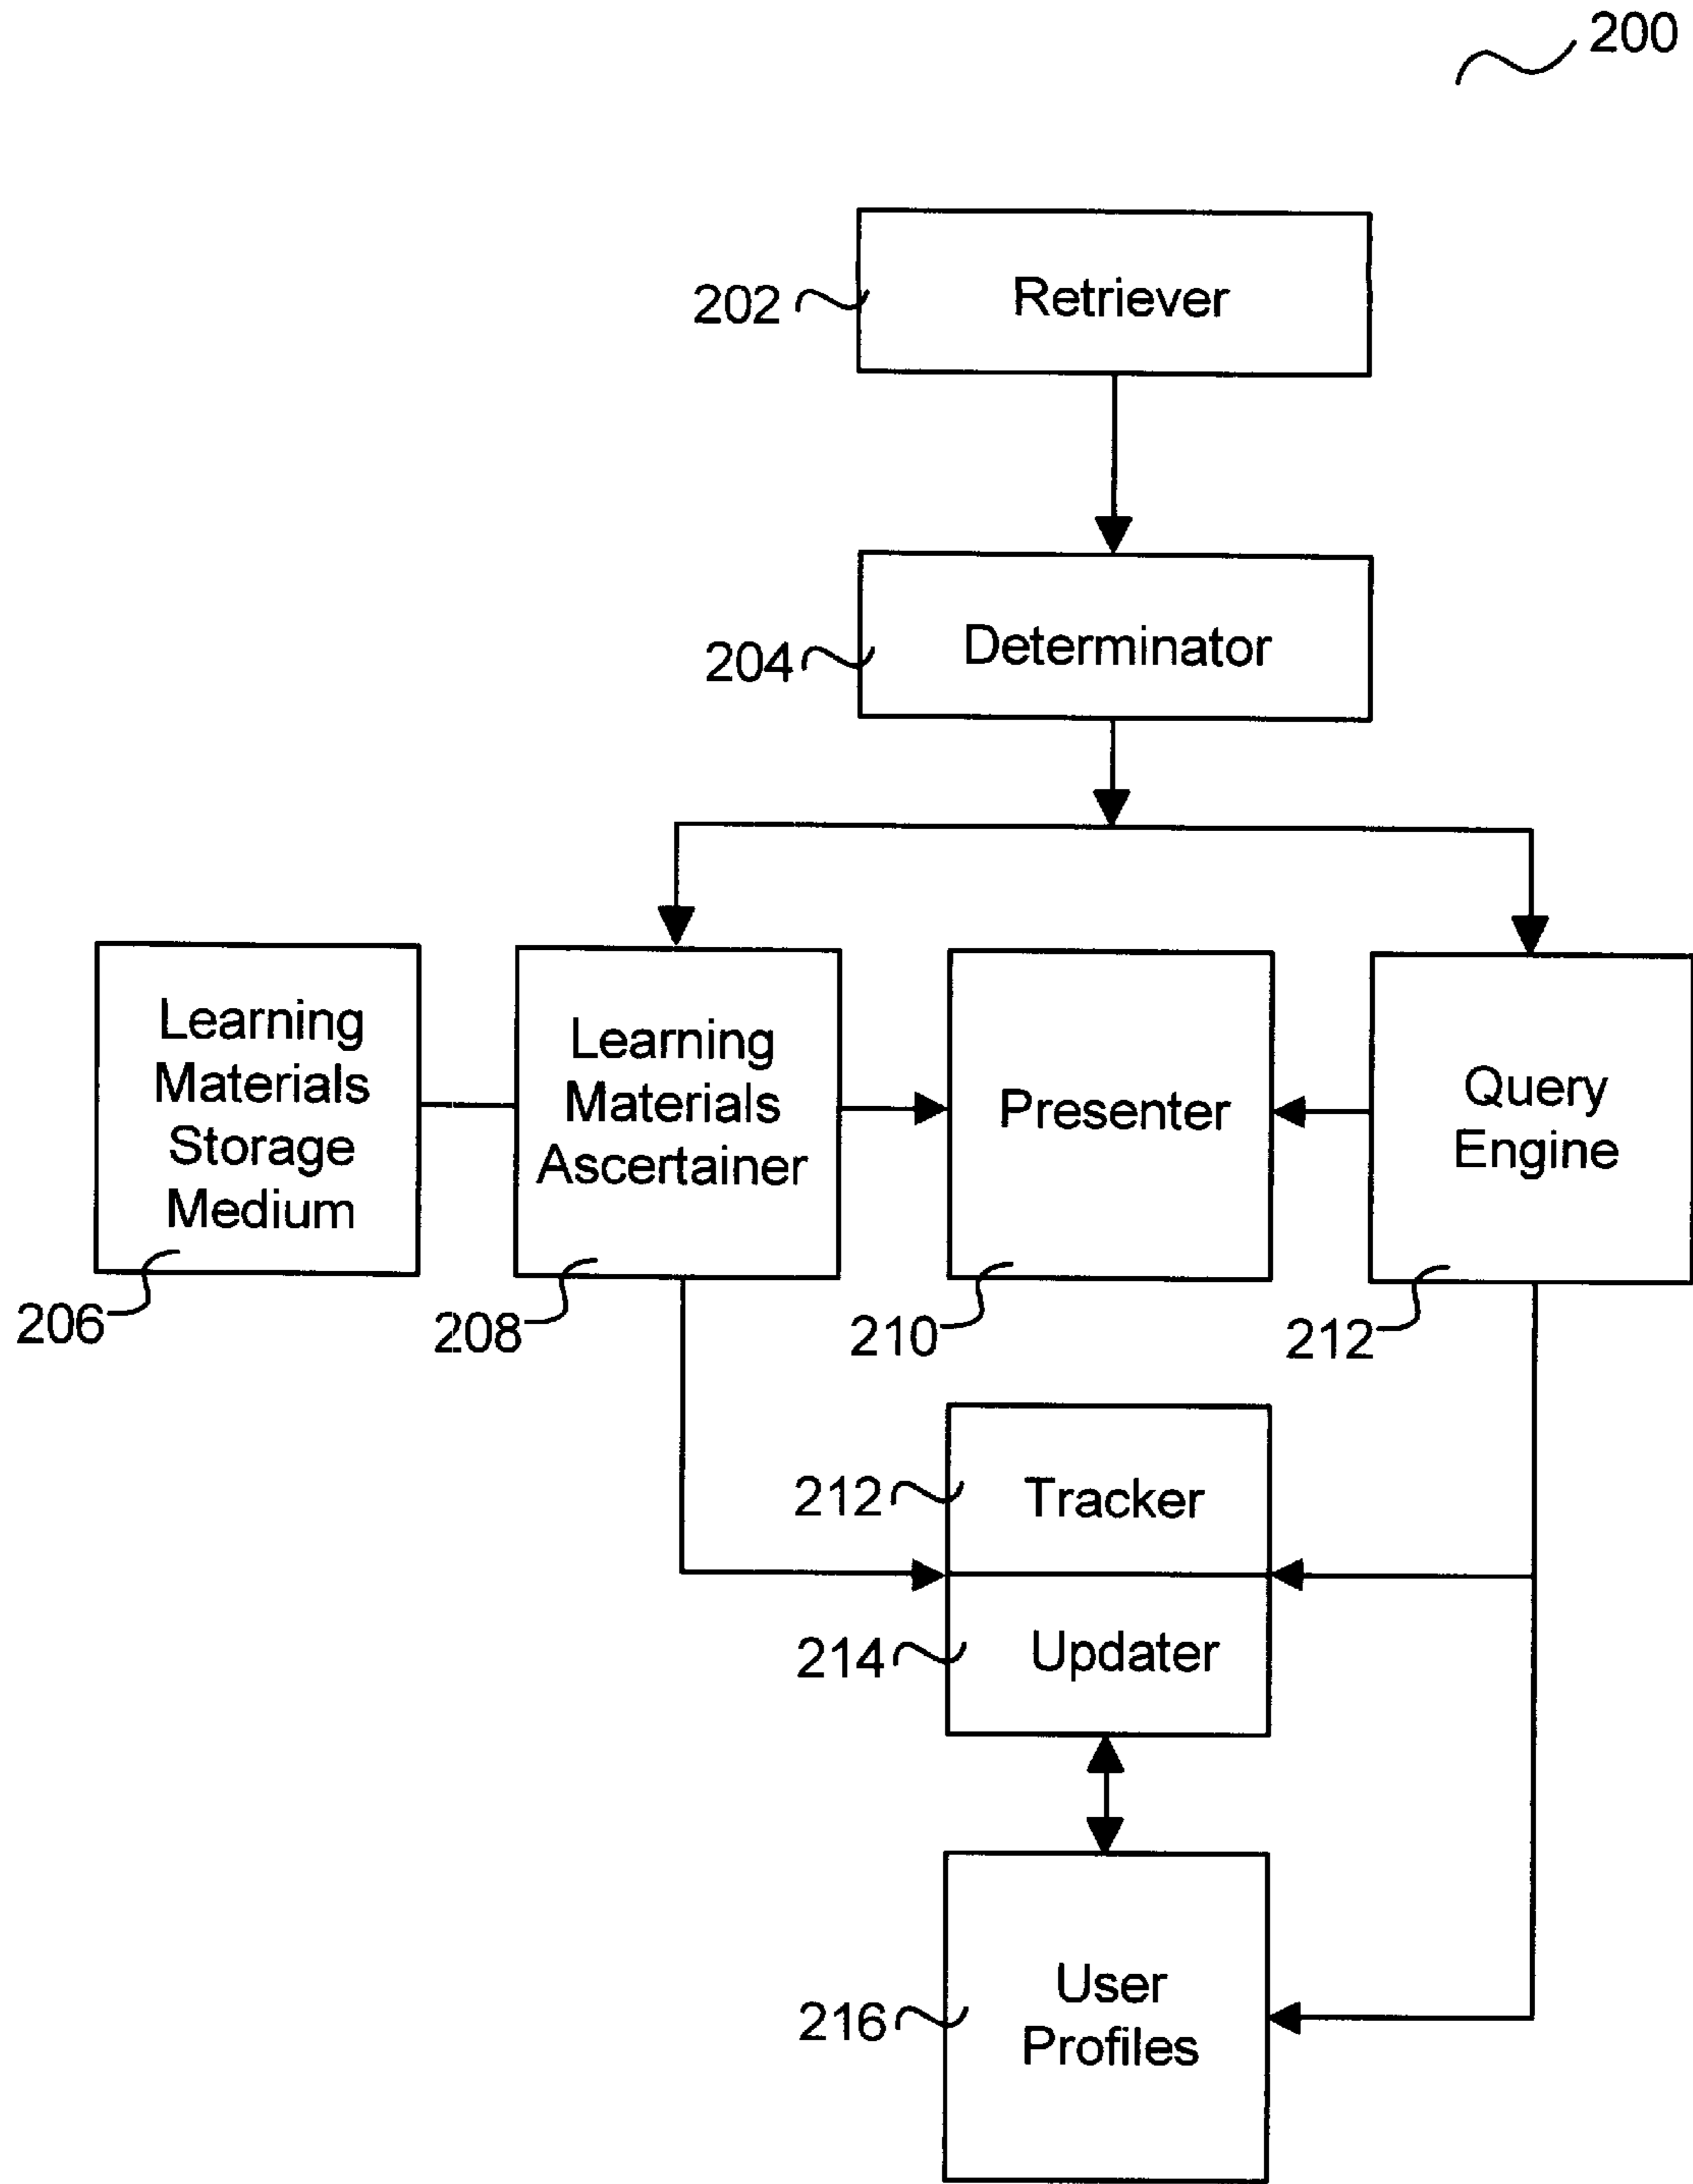 200
Retriever
202
Determinator
204
Learning
Materials
Storage
Medium
206
Learning
Materials
Ascertainer
208
Presenter
210
Query
Engine
212
Tracker
212
Updater
214
User
Profiles
216